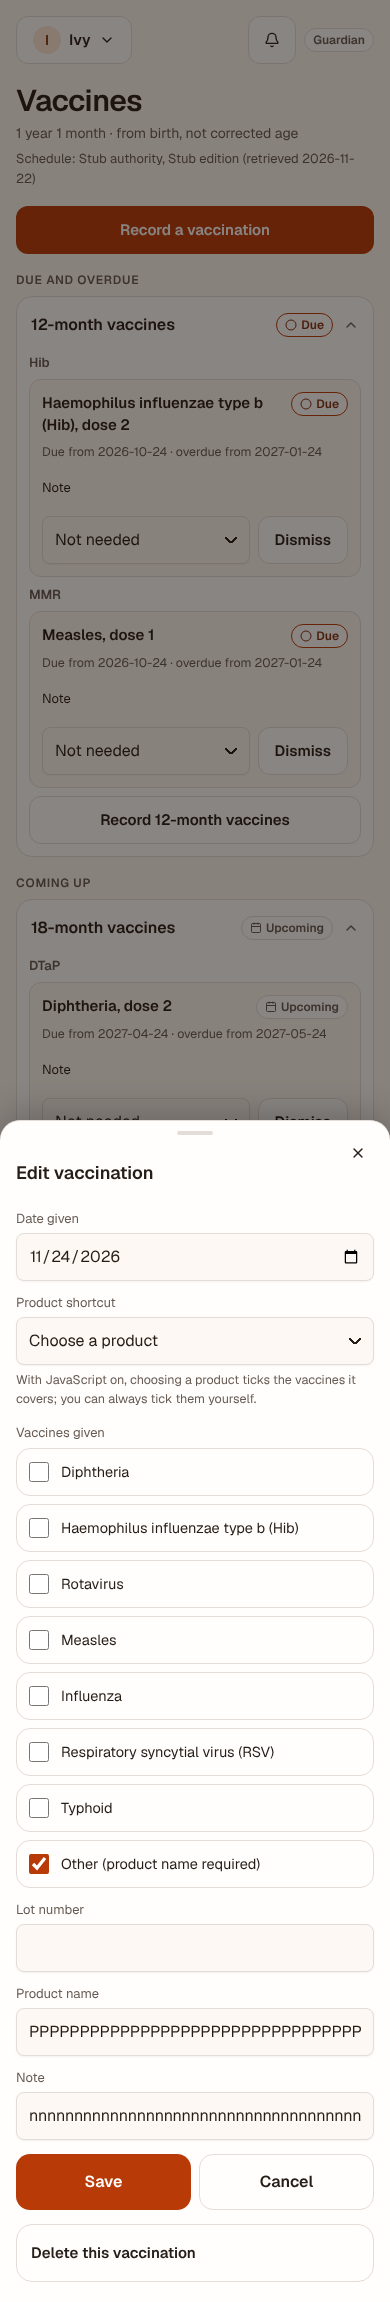 I Ivy
Guardian
Vaccines
1 year 1 month · from birth, not corrected age
Schedule: Stub authority, Stub edition (retrieved 2026-11-
22)
Record a vaccination
DUE AND OVERDUE
12-month vaccines
Due
Hib
Haemophilus influenzae type b
(Hib), dose 2
Due
Due from 2026-10-24 · overdue from 2027-01-24
Note
Not needed
Dismiss
MMR
Measles, dose 1
Due
Due from 2026-10-24 · overdue from 2027-01-24
Note
Not needed
Dismiss
Record 12-month vaccines
COMING UP
18-month vaccines
Upcoming
DTaP
Diphtheria, dose 2
Upcoming
Due from 2027-04-24 · overdue from 2027-05-24
Note
Edit vaccination
Date given
11/24/2026
Product shortcut
Choose a product
With JavaScript on, choosing a product ticks the vaccines it
covers; you can always tick them yourself.
Vaccines given
Diphtheria
Haemophilus influenzae type b (Hib)
Rotavirus
Measles
Influenza
Respiratory syncytial virus (RSV)
Typhoid
Other (product name required)
Lot number
Product name
PPPPPPPPPPPPPPPPPPPPPPPPPPPPPPPPP
Note
nnnnnnnnnnnnnnnnnnnnnnnnnnnnnnnnnnnnn
Save
Cancel
Delete this vaccination